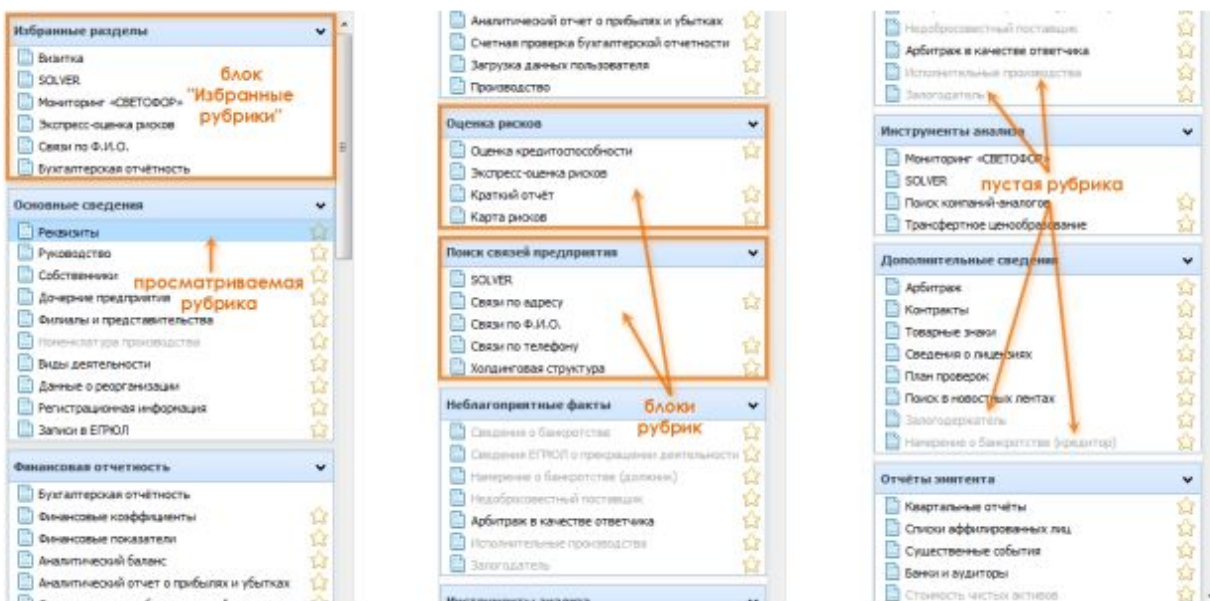 Избранные разделы
Визитка
SOLVER
Мониторинг «СВЕТОФОР»
Экспресс-оценка рисков
Связи по Ф.И.О.
Бухгалтерская отчётность
блок
"Избранные
рубрики"
Основные сведения
Реквизиты
Руководство
Собственники
Дочерние предприятия
Филиалы и представительства
Номенклатура производства
Виды деятельности
Данные о реорганизации
Регистрационная информация
Записи в ЕГРЮЛ
просматриваемая
рубрика
Финансовая отчетность
Бухгалтерская отчётность
Финансовые коэффициенты
Финансовые показатели
Аналитический баланс
Аналитический отчет о прибылях и убытках
Аналитический отчет о прибылях и убытках
Счетная проверка бухгалтерской отчетности
Загрузка данных пользователя
Производство
Оценка рисков
Оценка кредитоспособности
Экспресс-оценка рисков
Краткий отчёт
Карта рисков
Поиск связей предприятия
SOLVER
Связи по адресу
Связи по Ф.И.О.
Связи по телефону
Холдинговая структура
блоки
рубрик
Неблагоприятные факты
Сведения о банкротстве
Сведения ЕГРЮЛ о прекращении деятельности
Намерение о банкротстве (должник)
Недобросовестный поставщик
Арбитраж в качестве ответчика
Исполнительные производства
Залогодатель
Инструменты анализа
Недобросовестный поставщик
Арбитраж в качестве ответчика
Исполнительные производства
Залогодатель
Инструменты анализа
Мониторинг «СВЕТОФОР»
SOLVER
Поиск компаний-аналогов
Трансфертное ценообразование
пустая рубрика
Дополнительные сведения
Арбитраж
Контракты
Товарные знаки
Сведения о лицензиях
План проверок
Поиск в новостных лентах
Залогодержатель
Намерение о банкротстве (кредитор)
Отчёты эмитента
Квартальные отчёты
Списки аффилированных лиц
Существенные события
Банки и аудиторы
Стоимость чистых активов